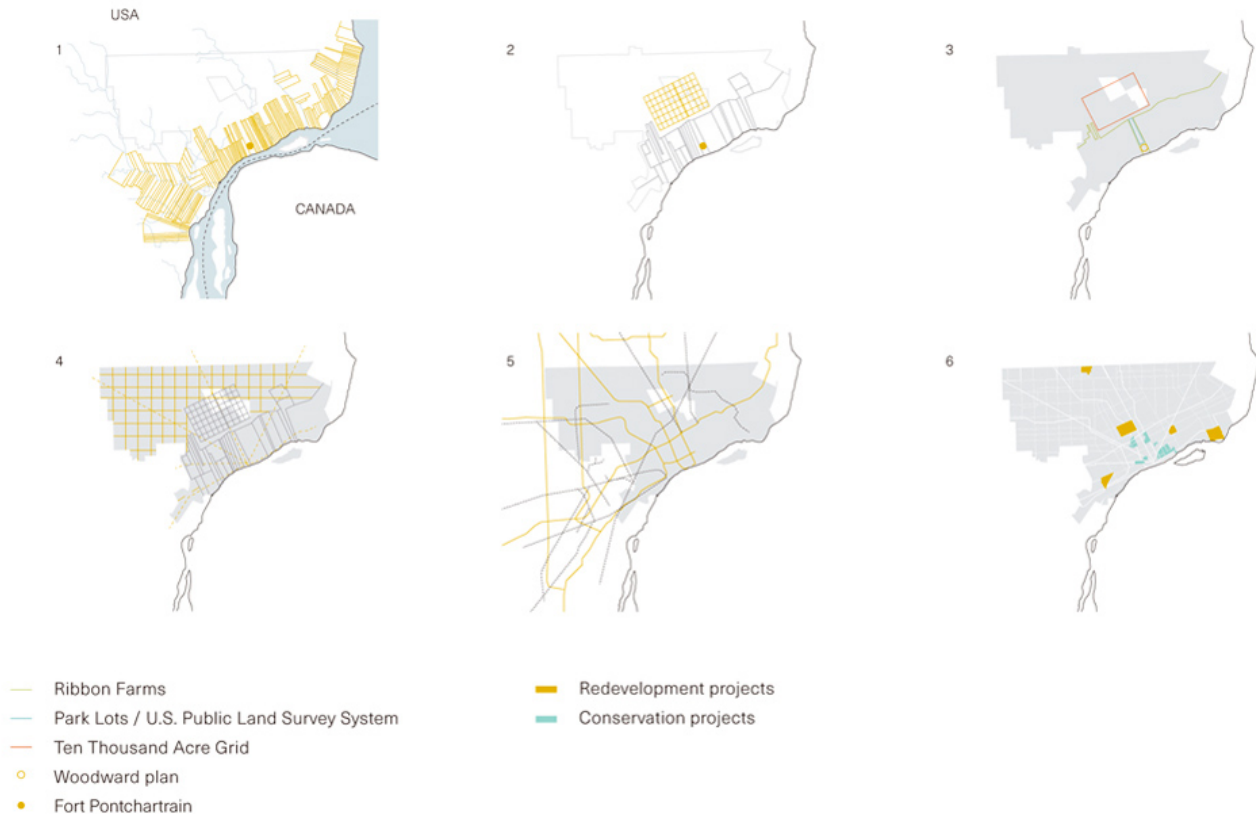 USA
1
2
3
CANADA
4
5
6
Ribbon Farms
Park Lots / U.S. Public Land Survey System
Ten Thousand Acre Grid
Woodward plan
Fort Pontchartrain
Redevelopment projects
Conservation projects